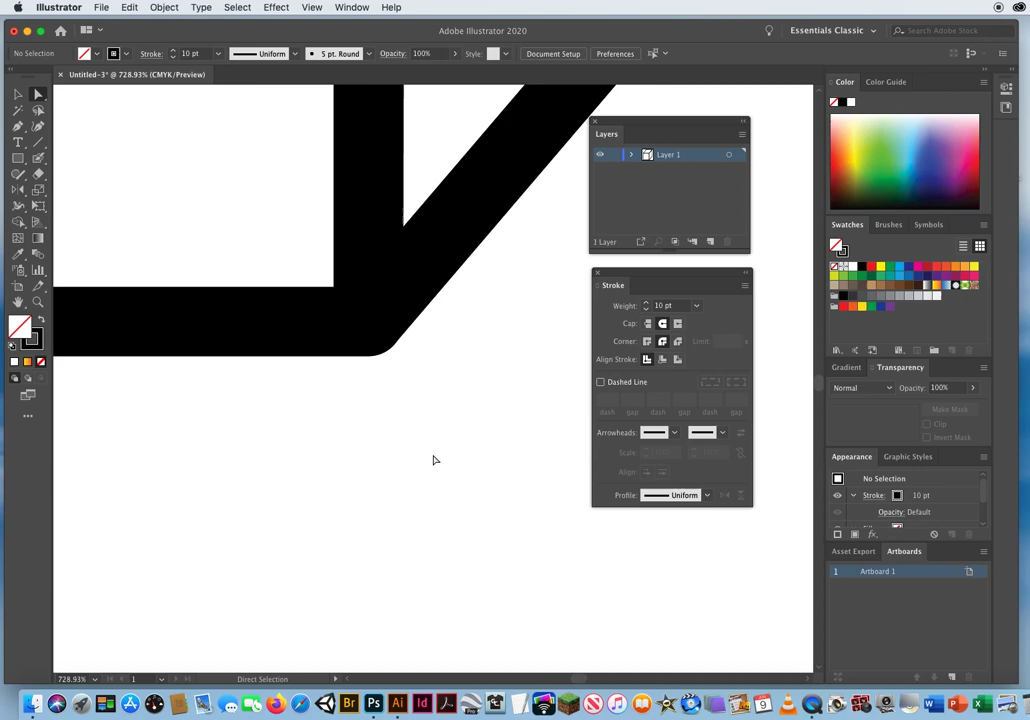 Illustrator File Edit Object Type Select Effect View Window Help
Adobe Illustrator 2020
Essentials Classic
Search Adobe Stock
No Selection Stroke: 10 pt Uniform 5 pt. Round Opacity: 100% Style: Document Setup Preferences
Untitled-3* @ 728.93% (CMYK/Preview)
Layers
Layer 1
1 Layer
Stroke
Weight: 10 pt
Cap:
Corner: Limit: x
Align Stroke:
Dashed Line
dash gap dash gap dash gap
Arrowheads:
Scale:
Align:
Profile: Uniform
Color Color Guide
Swatches Brushes Symbols
Gradient Transparency
Normal Opacity: 100%
Make Mask
Clip
Invert Mask
Appearance Graphic Styles
No Selection
Stroke: 10 pt
Opacity: Default
Asset Export Artboards
1 Artboard 1
728.93% 1 Direct Selection
Br Ps Ai Id
9